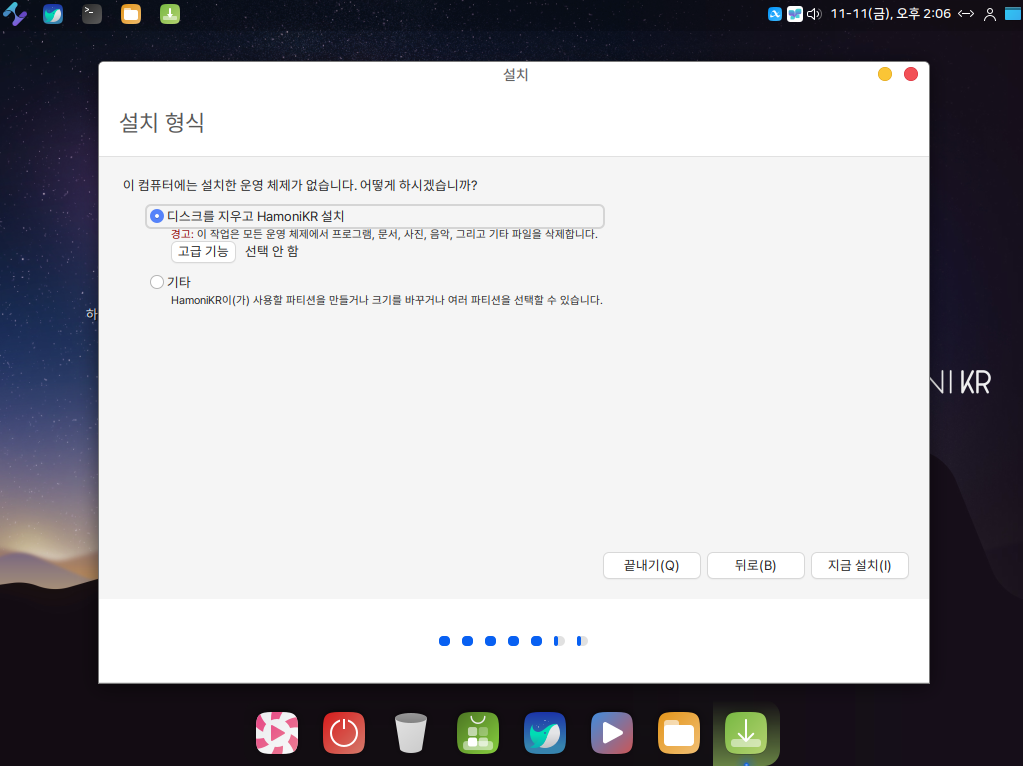 11-11(금), 오후 2:06
설치
설치 형식
이 컴퓨터에는 설치한 운영 체제가 없습니다. 어떻게 하시겠습니까?
디스크를 지우고 HamoniKR 설치
경고: 이 작업은 모든 운영 체제에서 프로그램, 문서, 사진, 음악, 그리고 기타 파일을 삭제합니다.
고급 기능 선택 안 함
기타
HamoniKR이(가) 사용할 파티션을 만들거나 크기를 바꾸거나 여러 파티션을 선택할 수 있습니다.
하
NI KR
끝내기(Q) 뒤로(B) 지금 설치(I)